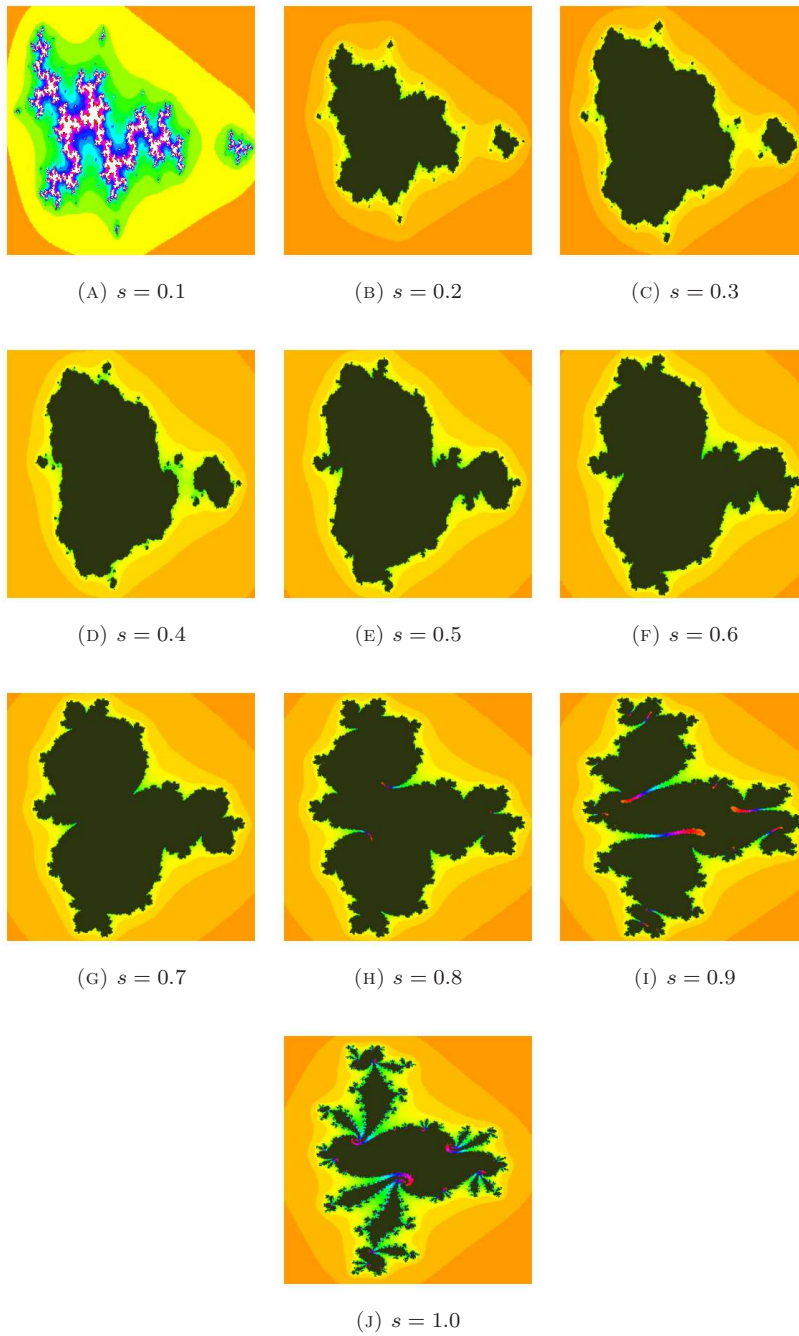 (A) s = 0.1
(B) s = 0.2
(C) s = 0.3
(D) s = 0.4
(E) s = 0.5
(F) s = 0.6
(G) s = 0.7
(H) s = 0.8
(I) s = 0.9
(J) s = 1.0